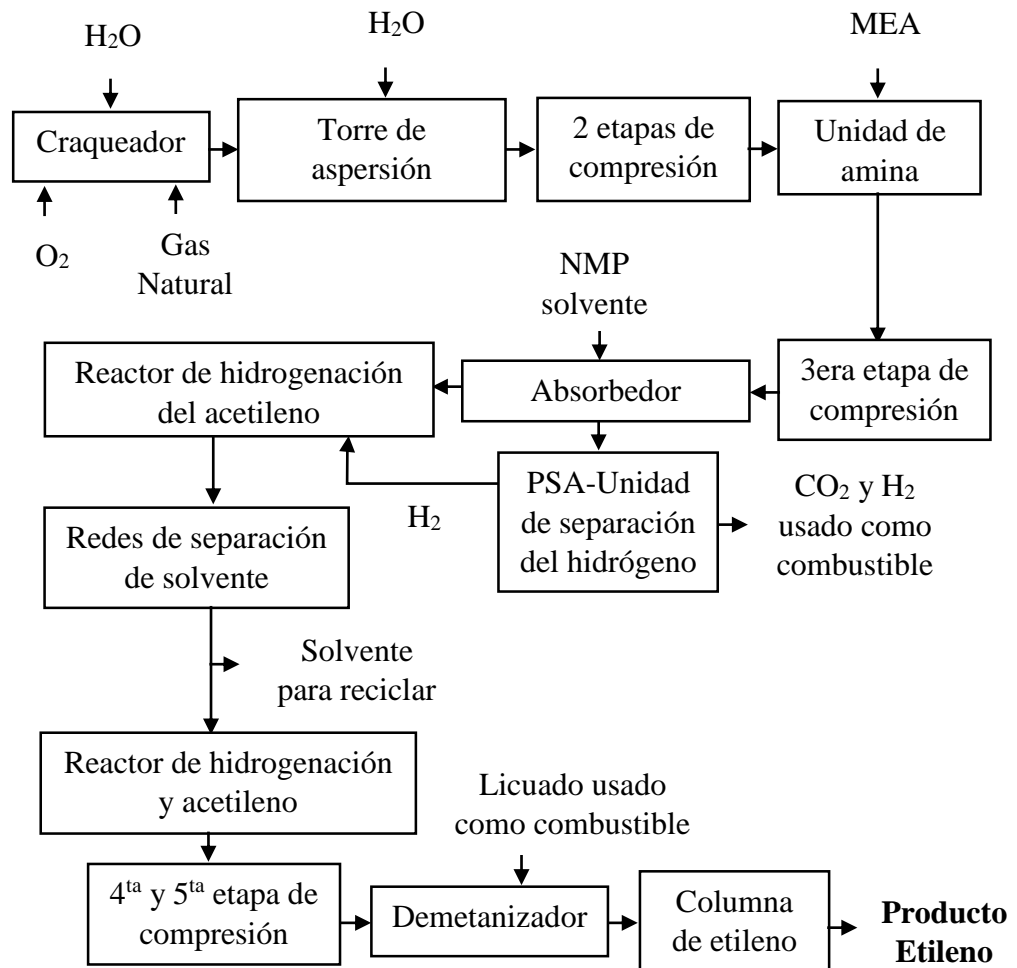 H₂O
H₂O
MEA
Craqueador
Torre de
aspersión
2 etapas de
compresión
Unidad de
amina
O₂
Gas
Natural
NMP
solvente
Reactor de hidrogenación
del acetileno
Absorbedor
3era etapa de
compresión
H₂
PSA-Unidad
de separación
del hidrógeno
CO₂ y H₂
usado como
combustible
Redes de separación
de solvente
Solvente
para reciclar
Reactor de hidrogenación
y acetileno
Licuado usado
como combustible
4ᵗᵃ y 5ᵗᵃ etapa de
compresión
Demetanizador
Columna
de etileno
Producto
Etileno